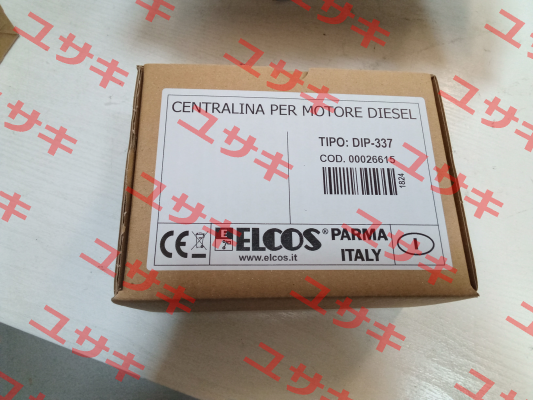 CENTRALINA PER MOTORE DIESEL
TIPO: DIP-337
COD. 00026615
1824
CE
ELCOS® PARMA
www.elcos.it ITALY
I
ユサキ